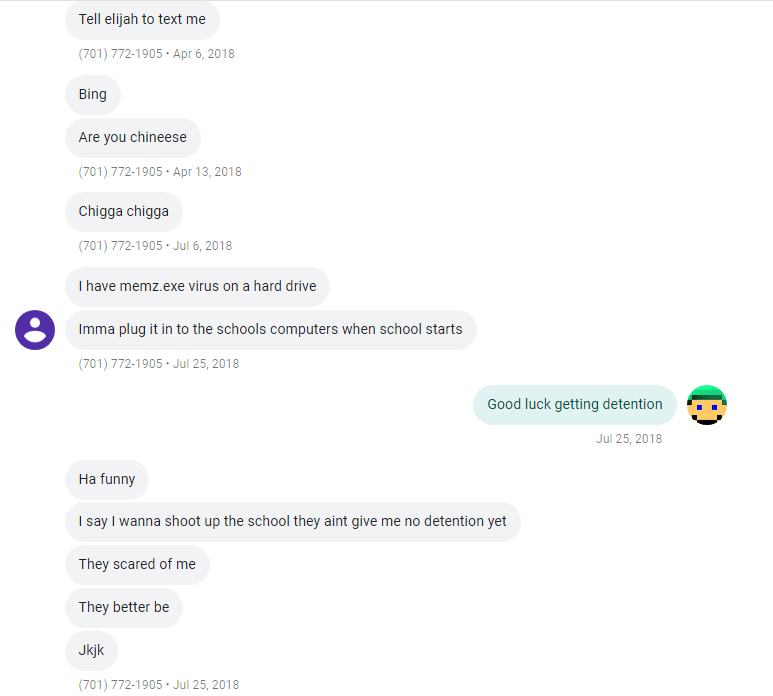 Tell elijah to text me
(701) 772-1905 • Apr 6, 2018
Bing
Are you chineese
(701) 772-1905 • Apr 13, 2018
Chigga chigga
(701) 772-1905 • Jul 6, 2018
I have memz.exe virus on a hard drive
Imma plug it in to the schools computers when school starts
(701) 772-1905 • Jul 25, 2018
Good luck getting detention
Jul 25, 2018
Ha funny
I say I wanna shoot up the school they aint give me no detention yet
They scared of me
They better be
Jkjk
(701) 772-1905 • Jul 25, 2018